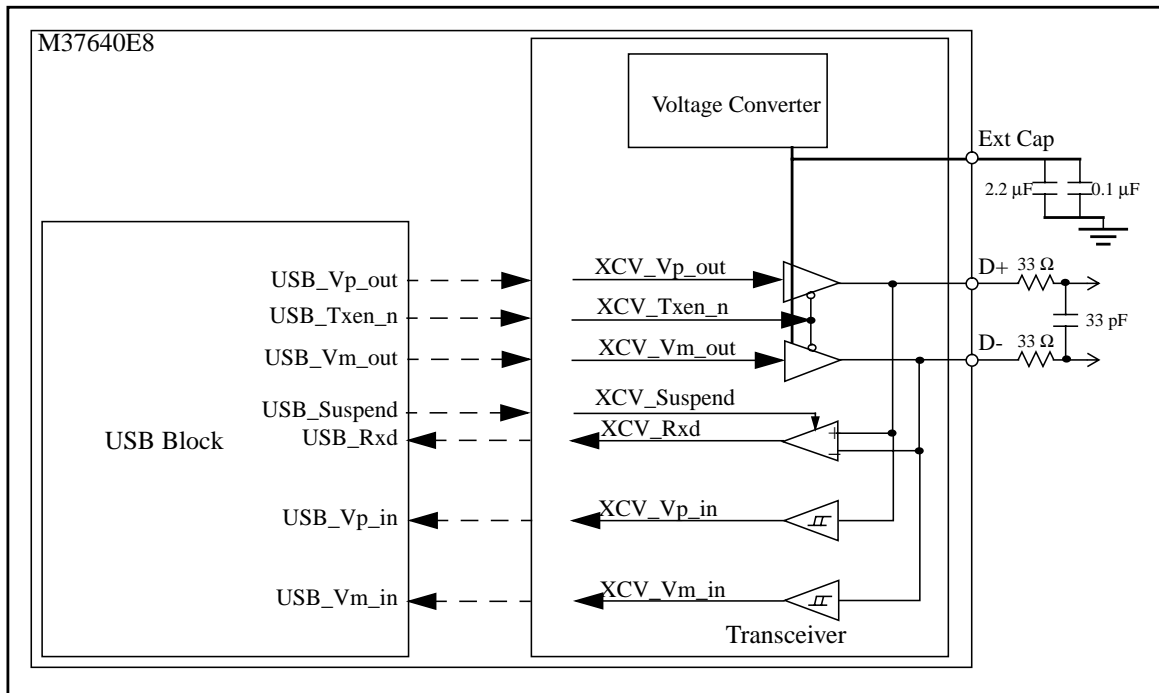 M37640E8
Voltage Converter
Ext Cap
2.2 µF
0.1 µF
USB_Vp_out
XCV_Vp_out
D+
33 Ω
USB_Txen_n
XCV_Txen_n
33 pF
USB_Vm_out
XCV_Vm_out
D-
33 Ω
USB_Suspend
XCV_Suspend
USB Block
USB_Rxd
XCV_Rxd
+
−
USB_Vp_in
XCV_Vp_in
USB_Vm_in
XCV_Vm_in
Transceiver